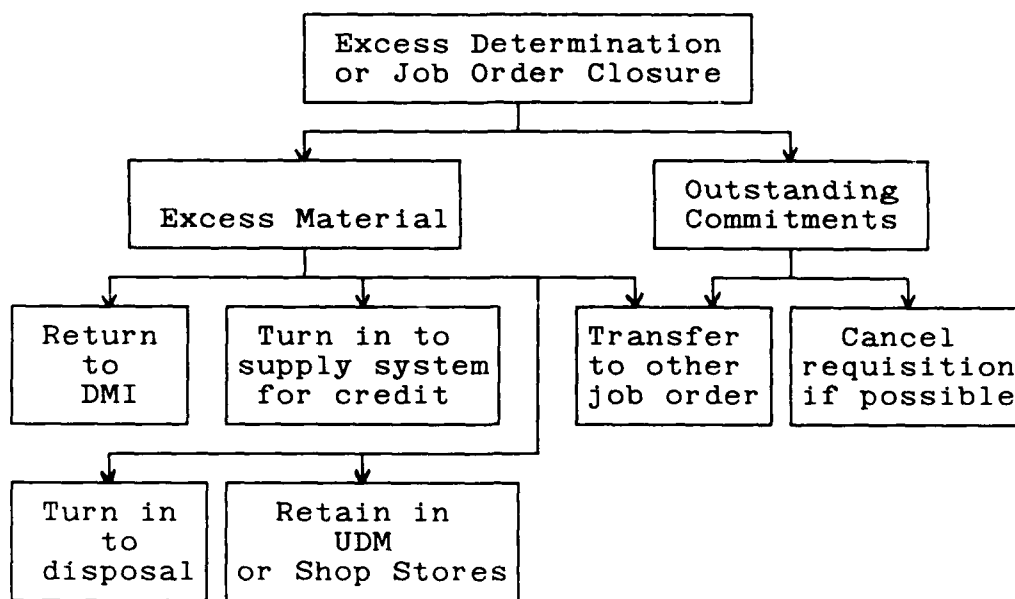 Excess Determination
or Job Order Closure
Excess Material
Outstanding
Commitments
Return
to
DMI
Turn in to
supply system
for credit
Transfer
to other
job order
Cancel
requisition
if possible
Turn in
to
disposal
Retain in
UDM
or Shop Stores